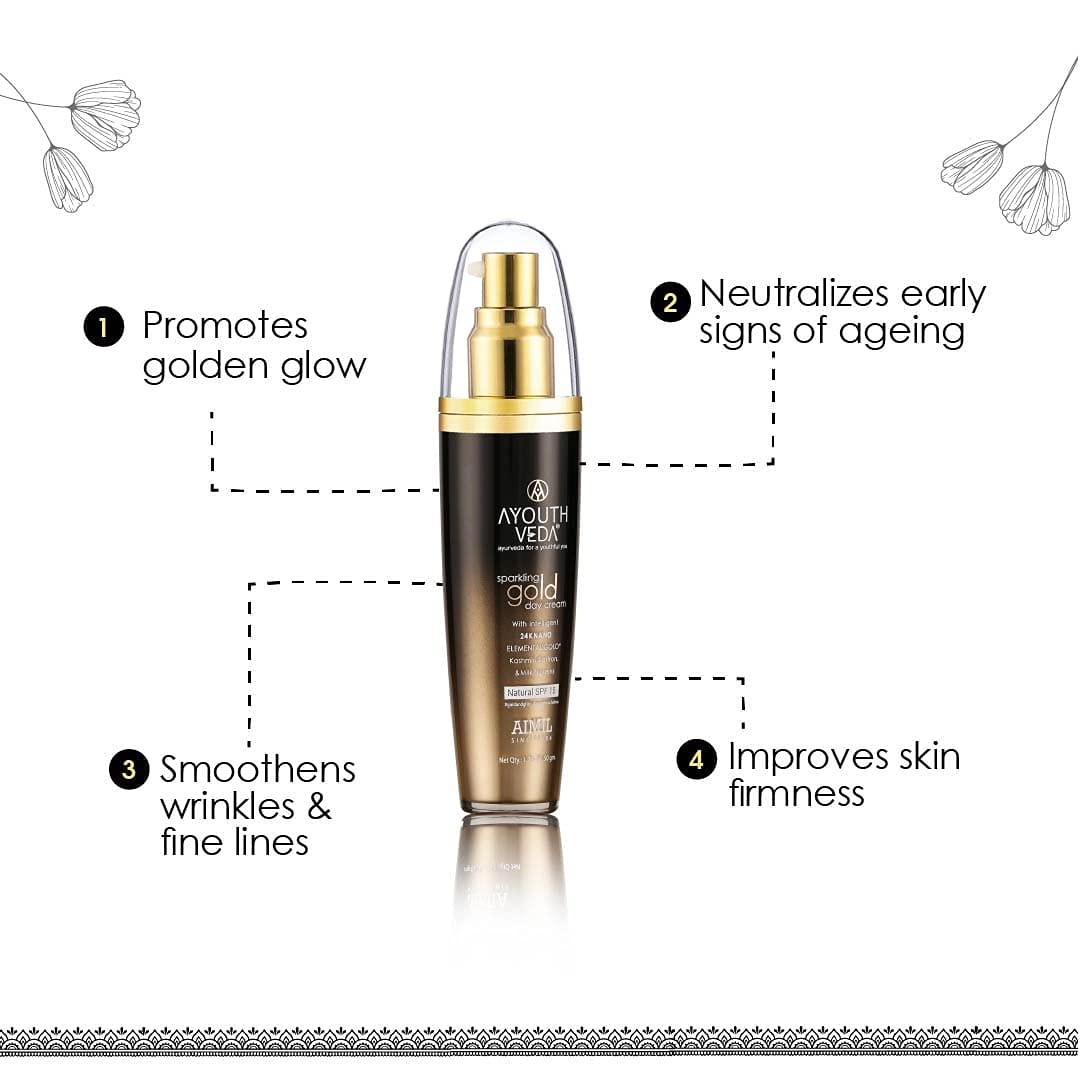 1 Promotes
golden glow
2 Neutralizes early
signs of ageing
AYOUTH
VEDA®
ayurveda for a youthful you
sparkling
gold
day cream
With intelligent
24K NANO
ELEMENTAL GOLD*
Natural SPF
AIMIL
Net Qty.:
3 Smoothens
wrinkles &
fine lines
4 Improves skin
firmness